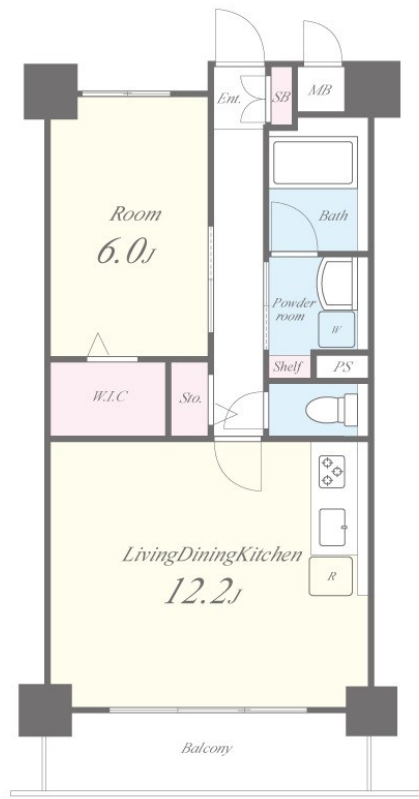 Ent.
SB
MB
Room
6.0J
Bath
Powder
room
W
Shelf
PS
W.I.C
Sto.
LivingDiningKitchen
12.2J
R
Balcony